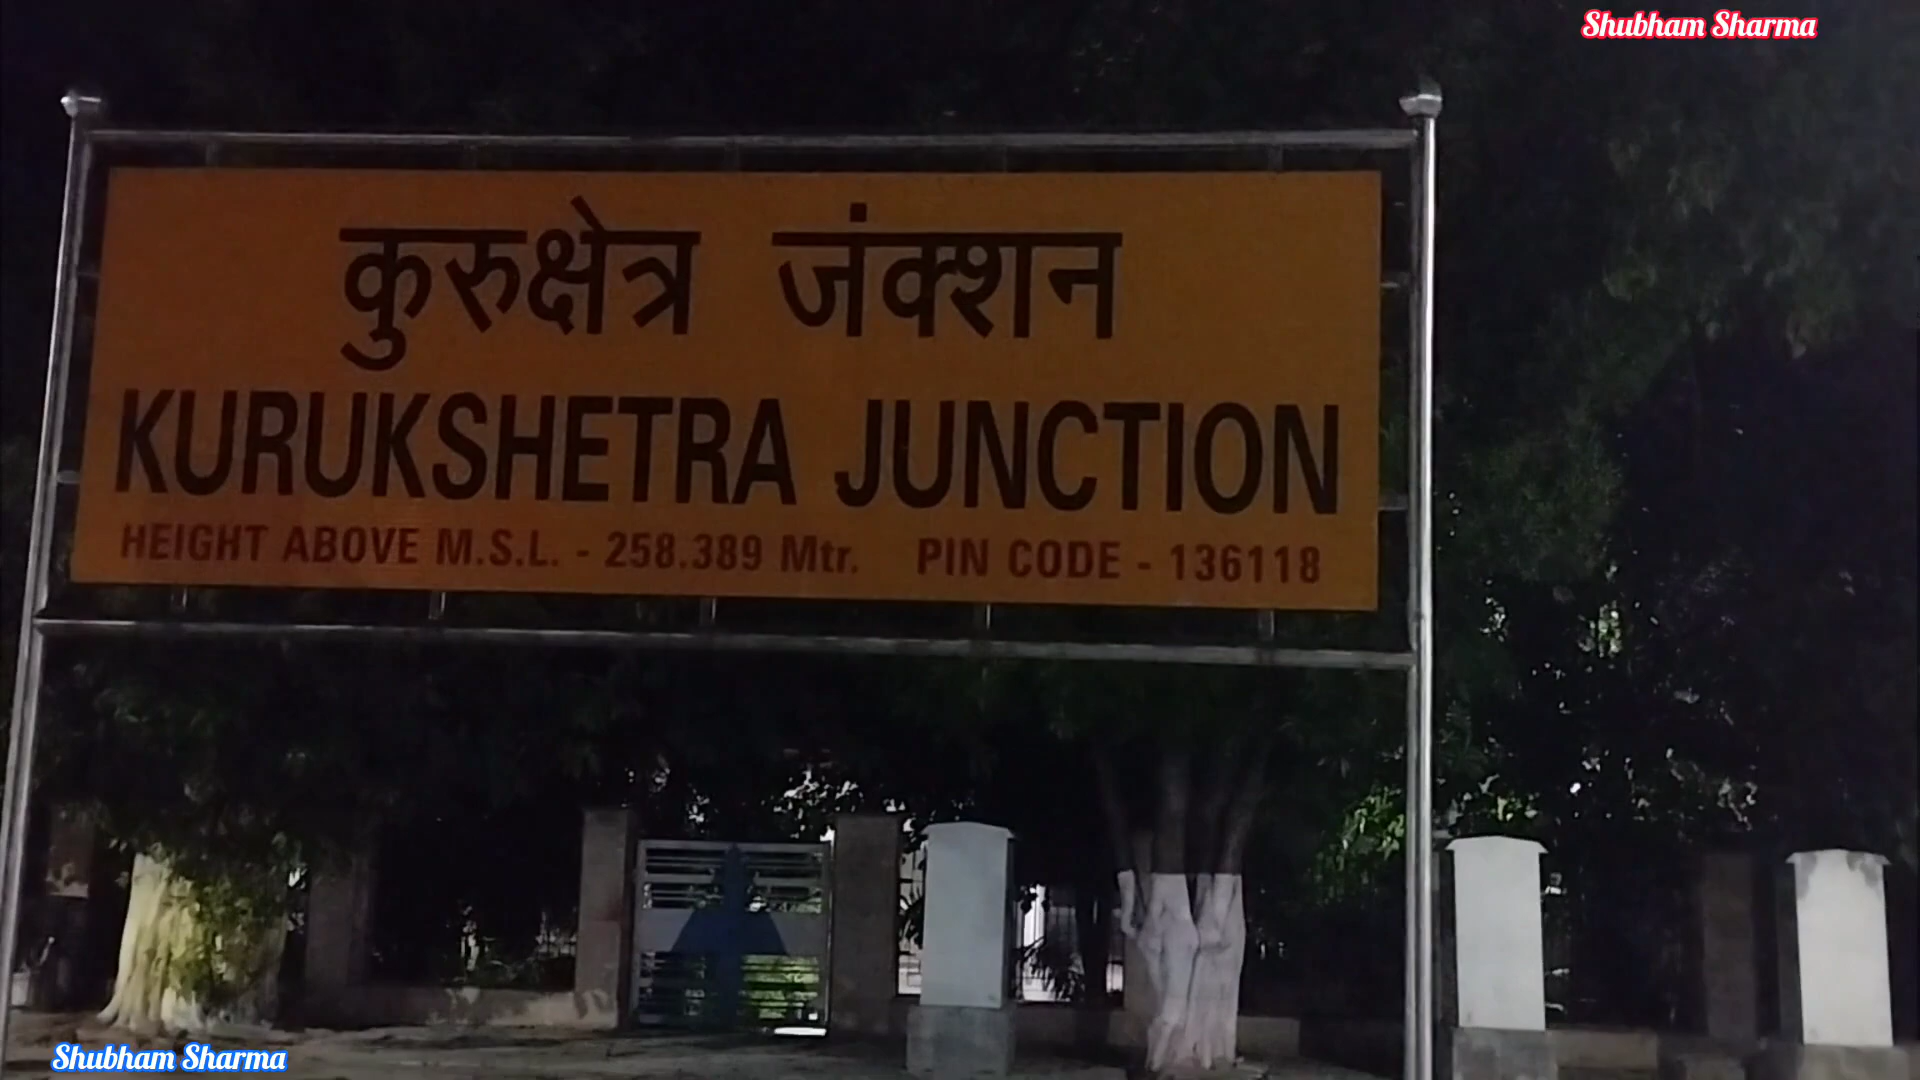 Shubham Sharma
कुरुक्षेत्र जंक्शन
KURUKSHETRA JUNCTION
HEIGHT ABOVE M.S.L. - 258.389 Mtr. PIN CODE - 136118
Shubham Sharma